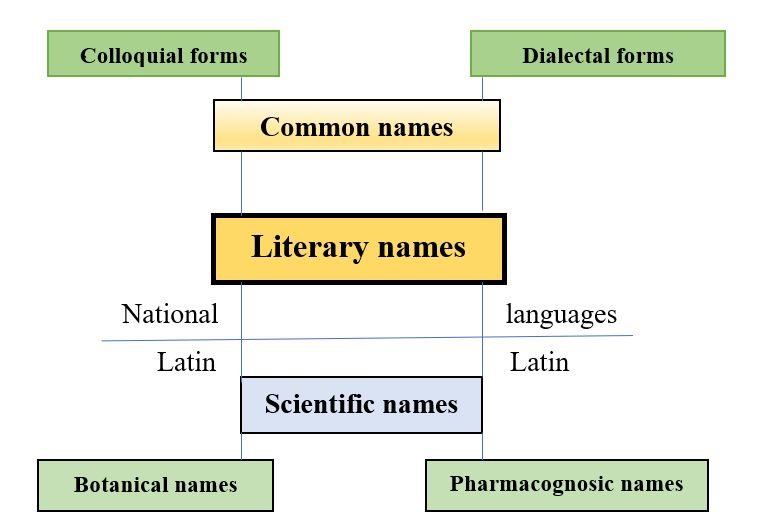 Colloquial forms
Dialectal forms
Common names
Literary names
National languages
Latin
Latin
Scientific names
Botanical names
Pharmacognosic names